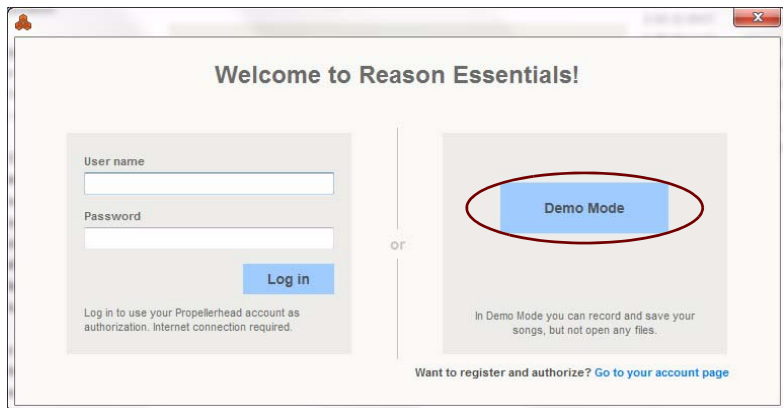 Welcome to Reason Essentials!
User name
Password
Log in
Log in to use your Propellerhead account as
authorization. Internet connection required.
or
Demo Mode
In Demo Mode you can record and save your
songs, but not open any files.
Want to register and authorize? Go to your account page